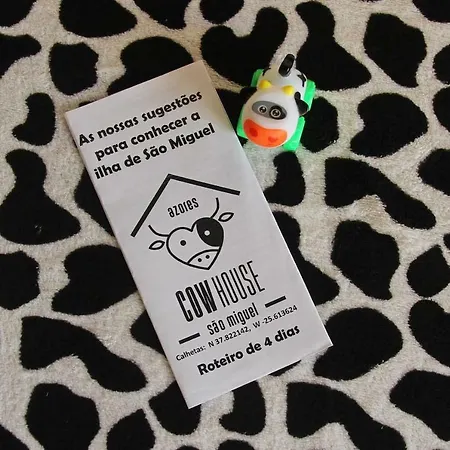 As nossas sugestões
para conhecer a
ilha de São Miguel
azores
COW HOUSE
são miguel
Calhetas: N 37.822142, W -25.613624
Roteiro de 4 dias